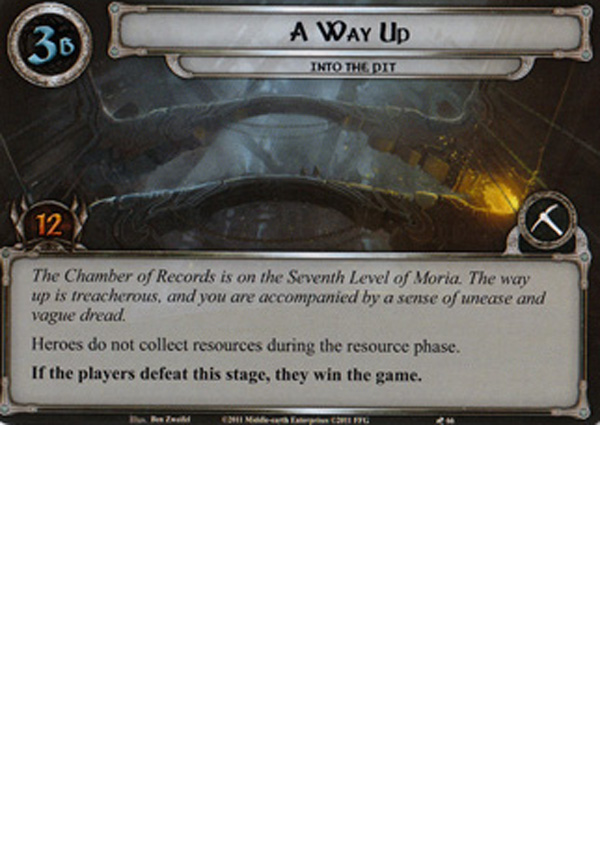 3B
A Way Up
INTO THE PIT
12
The Chamber of Records is on the Seventh Level of Moria. The way
up is treacherous, and you are accompanied by a sense of unease and
vague dread.
Heroes do not collect resources during the resource phase.
If the players defeat this stage, they win the game.
Illus. Ben Zweifel ©2011 Middle-earth Enterprises ©2011 FFG 66